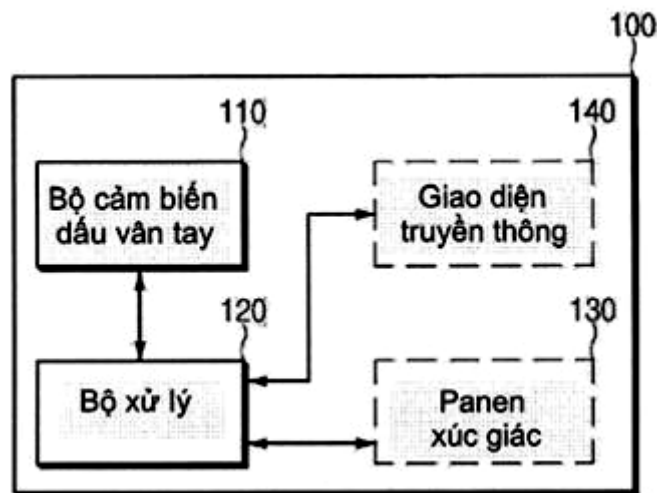 100
110
Bộ cảm biến
dấu vân tay
140
Giao diện
truyền thông
120
Bộ xử lý
130
Panen
xúc giác